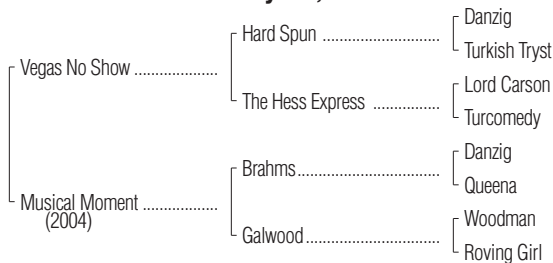 Danzig
Hard Spun ........................
Turkish Tryst
Vegas No Show .................
Lord Carson
The Hess Express ..............
Turcomedy
Danzig
Brahms.............................
Queena
Musical Moment ...............
(2004)
Woodman
Galwood...........................
Roving Girl